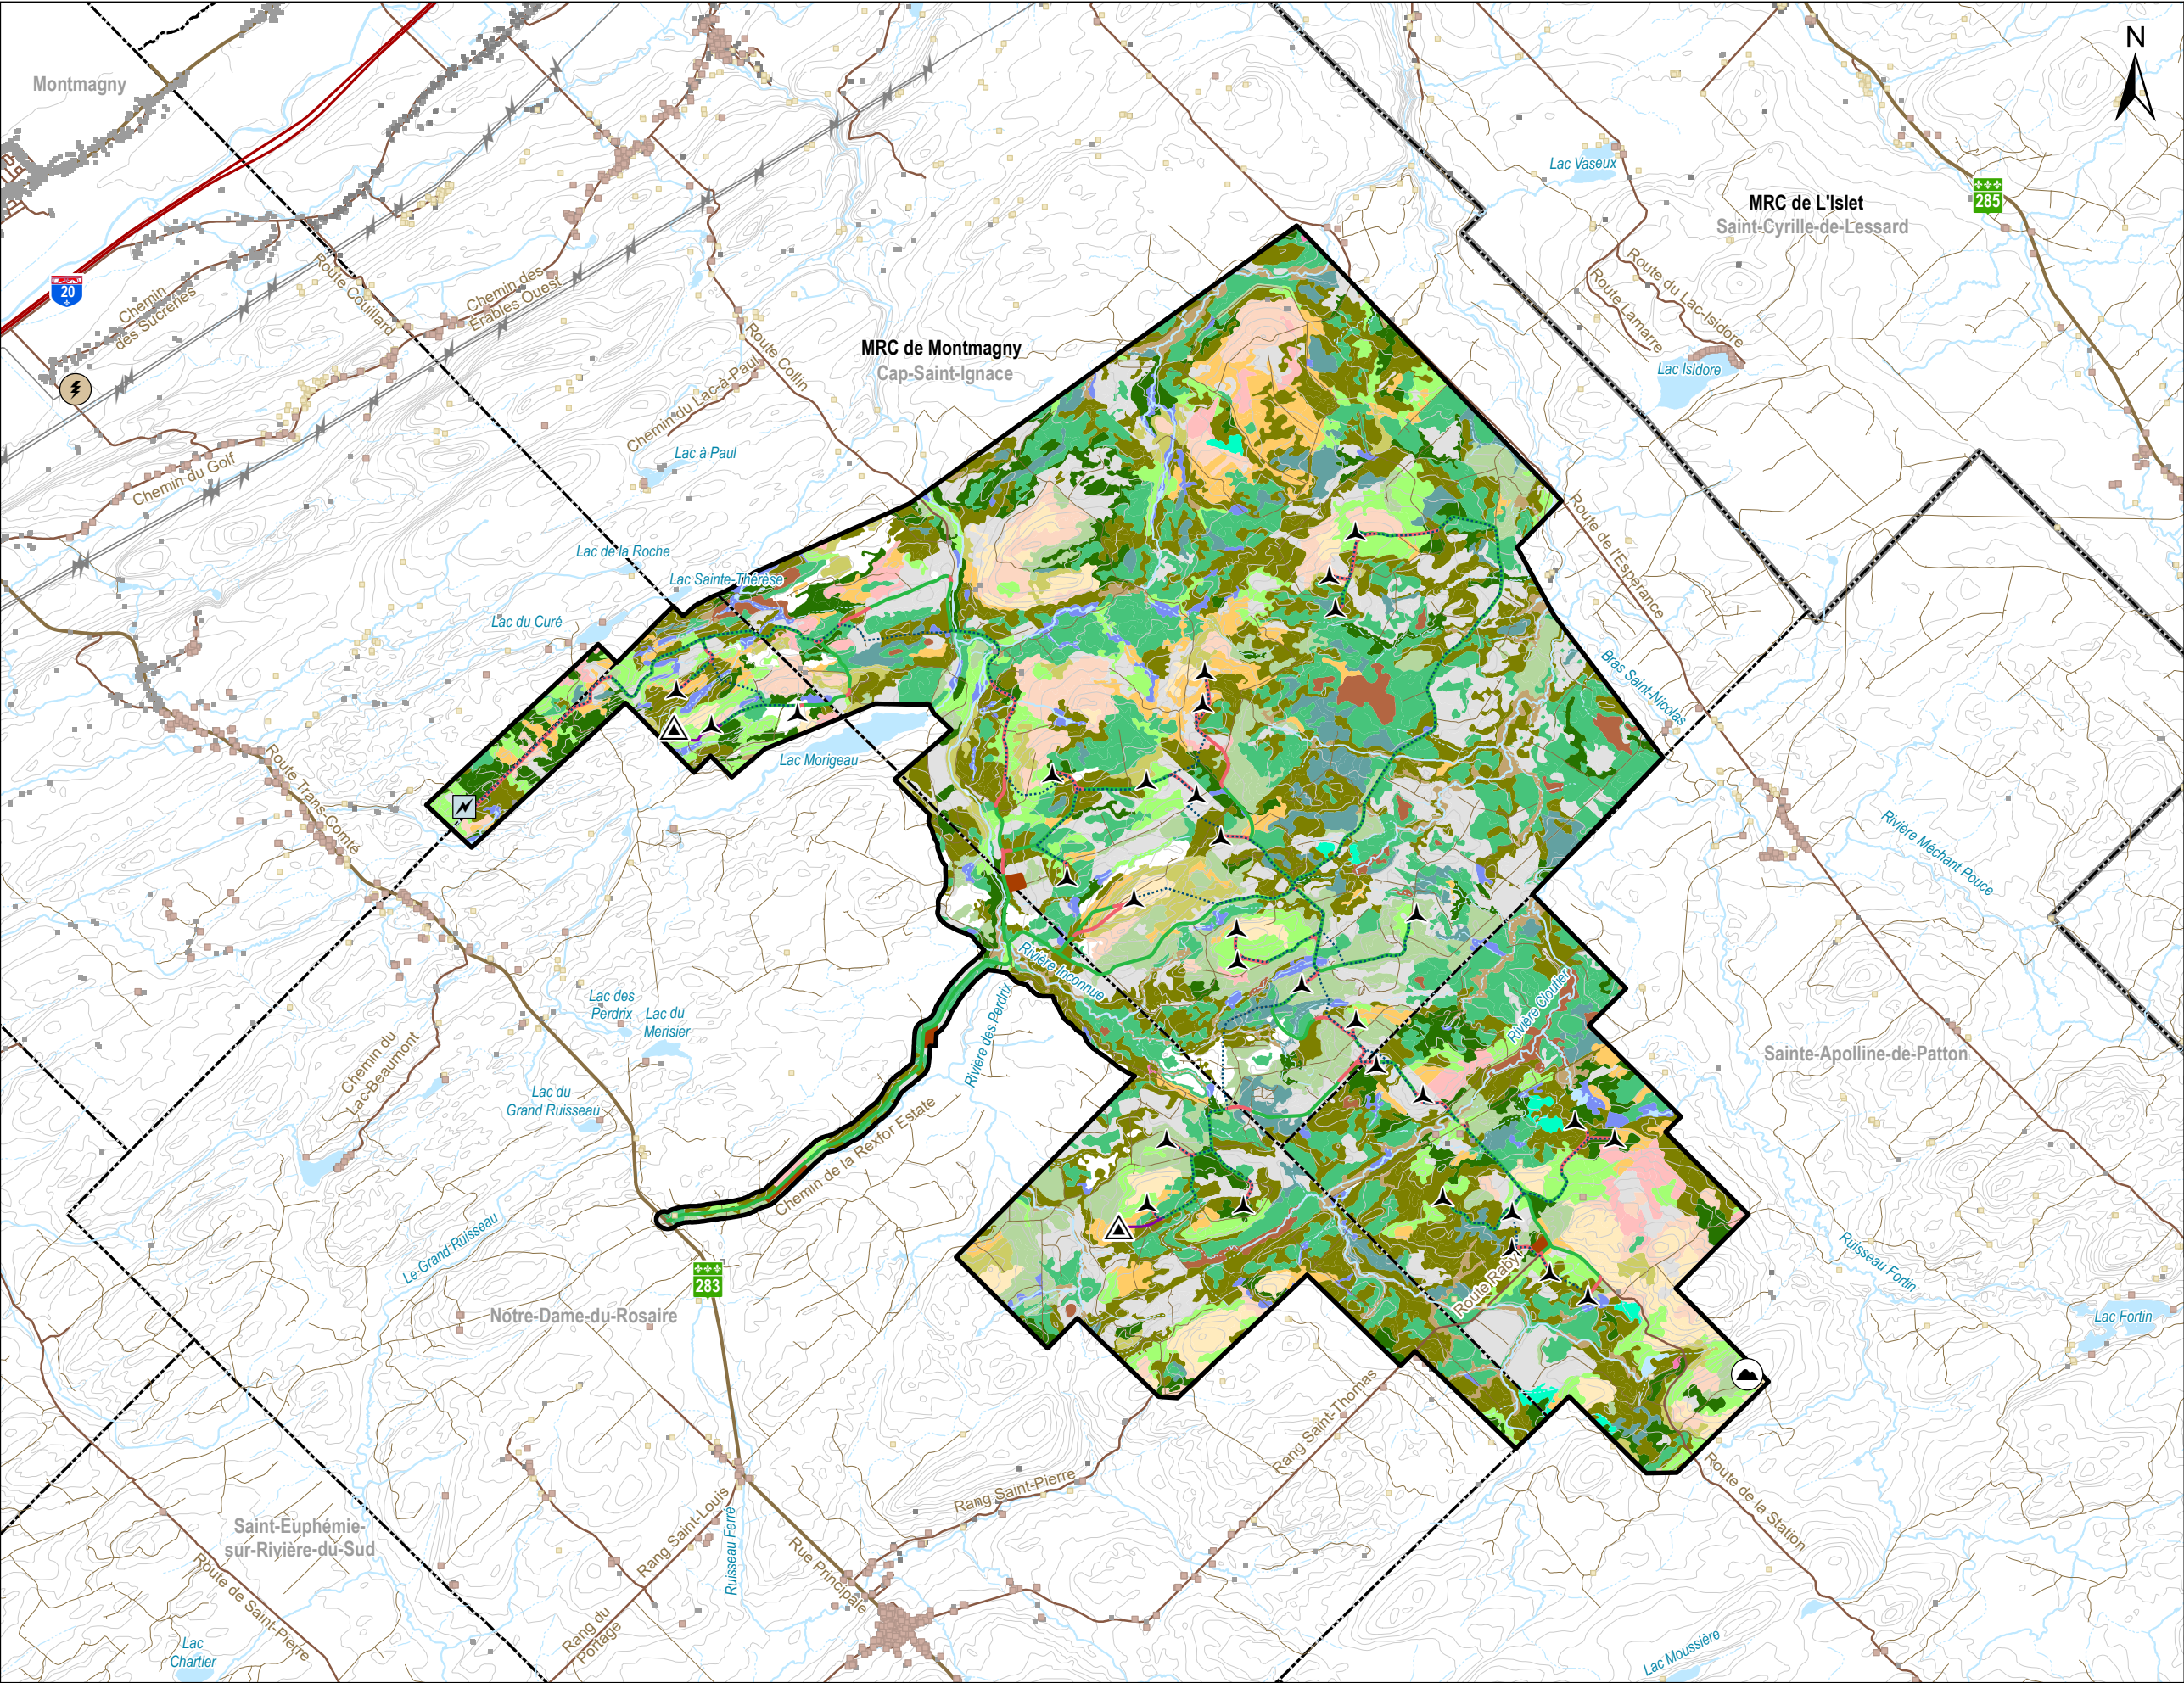 N
Montmagny
Lac Vaseux
MRC de L'Islet
Saint-Cyrille-de-Lessard
285
20
Chemin
des Sucreries
Route Couillard
Chemin des
Érables Ouest
Route du Lac-Isidore
Route Lamarre
Lac Isidore
MRC de Montmagny
Cap-Saint-Ignace
Route Collin
Chemin du Lac-à-Paul
Lac à Paul
Chemin du Golf
Route de l'Espérance
Lac de la Roche
Lac Sainte-Thérèse
Lac du Curé
Bras Saint-Nicolas
Lac Morigeau
Route Trans-Comté
Rivière Méchant Pouce
Rivière Inconnue
Rivière des Perdrix
Rivière Cloutier
Lac des
Perdrix
Lac du
Merisier
Chemin du
Lac-Beaumont
Lac du
Grand Ruisseau
Sainte-Apolline-de-Patton
Chemin de la Rexfor Estate
Le Grand Ruisseau
283
Notre-Dame-du-Rosaire
Route Raby
Ruisseau Fortin
Lac Fortin
Rang Saint-Thomas
Rang Saint-Pierre
Route de la Station
Saint-Euphémie-
sur-Rivière-du-Sud
Rang Saint-Louis
Ruisseau Ferré
Rue Principale
Route de Saint-Pierre
Rang du
Portage
Lac
Chartier
Lac Moussière